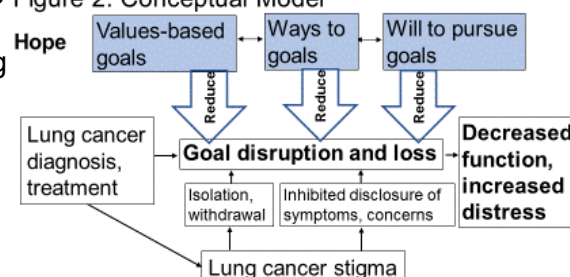 Figure 2. Conceptual Model
Hope
Values-based
goals
Ways to
goals
Will to pursue
goals
g
Reduce
Reduce
Reduce
Lung cancer
diagnosis,
treatment
Goal disruption and loss
Decreased
function,
increased
distress
Isolation,
withdrawal
Inhibited disclosure of
symptoms, concerns
Lung cancer stigma